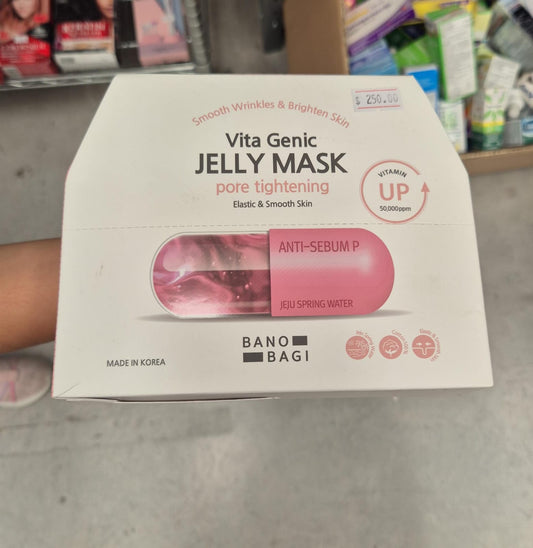 Smooth Wrinkles & Brighten Skin
$ 250.00
Vita Genic
JELLY MASK
pore tightening
Elastic & Smooth Skin
VITAMIN
UP
50,000ppm
ANTI-SEBUM P
JEJU SPRING WATER
BANO
BAGI
MADE IN KOREA